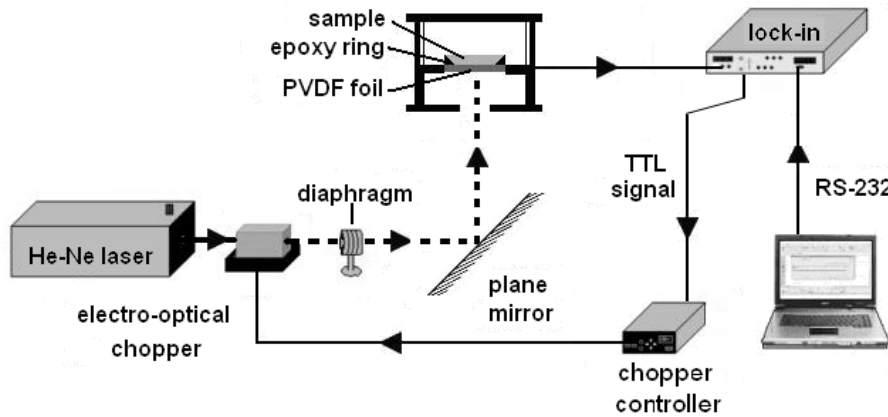 sample
epoxy ring
PVDF foil
lock-in
TTL
signal
RS-232
diaphragm
He-Ne laser
plane
mirror
electro-optical
chopper
chopper
controller